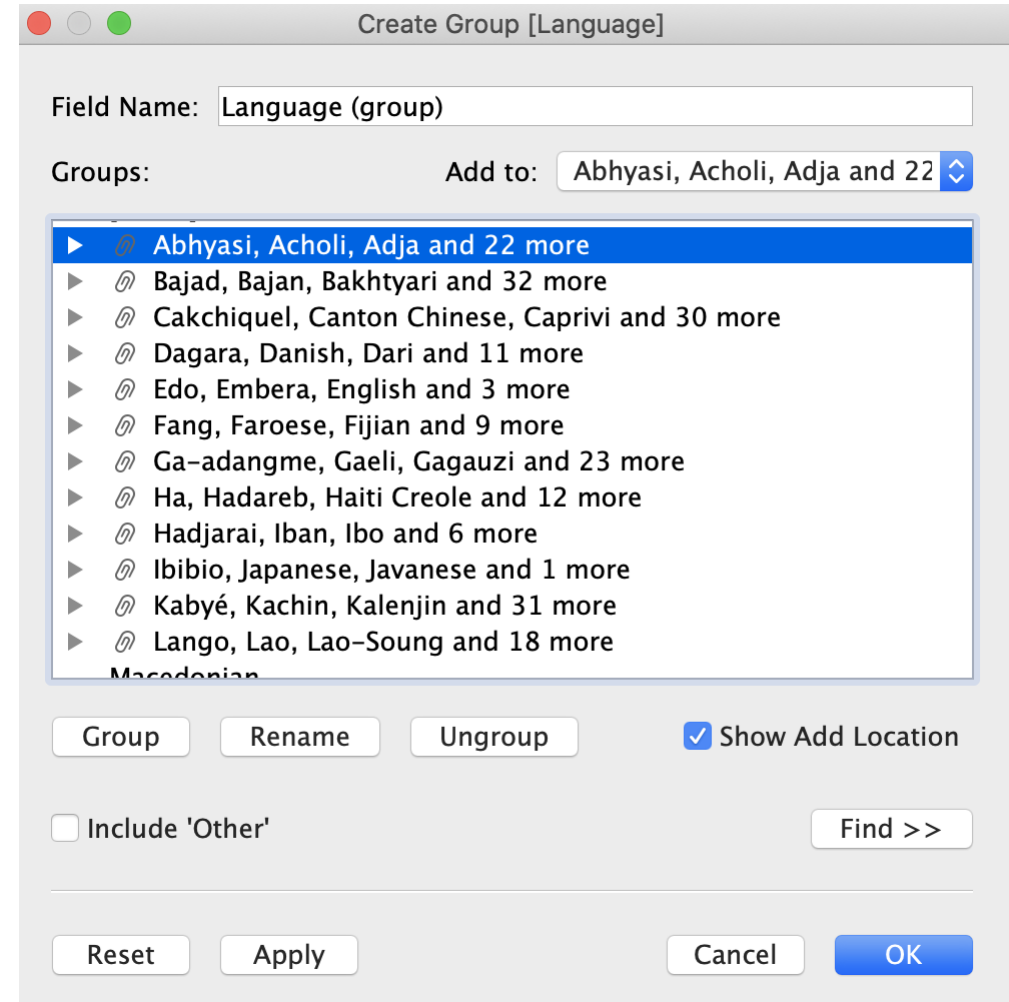 Create Group [Language]
Field Name: Language (group)
Groups: Add to: Abhyasi, Acholi, Adja and 22
Abhyasi, Acholi, Adja and 22 more
Bajad, Bajan, Bakhtyari and 32 more
Cakchiquel, Canton Chinese, Caprivi and 30 more
Dagara, Danish, Dari and 11 more
Edo, Embera, English and 3 more
Fang, Faroese, Fijian and 9 more
Ga-adangme, Gaeli, Gagauzi and 23 more
Ha, Hadareb, Haiti Creole and 12 more
Hadjarai, Iban, Ibo and 6 more
Ibibio, Japanese, Javanese and 1 more
Kabyé, Kachin, Kalenjin and 31 more
Lango, Lao, Lao-Soung and 18 more
Macedonian
Group Rename Ungroup Show Add Location
Include 'Other' Find >>
Reset Apply Cancel OK